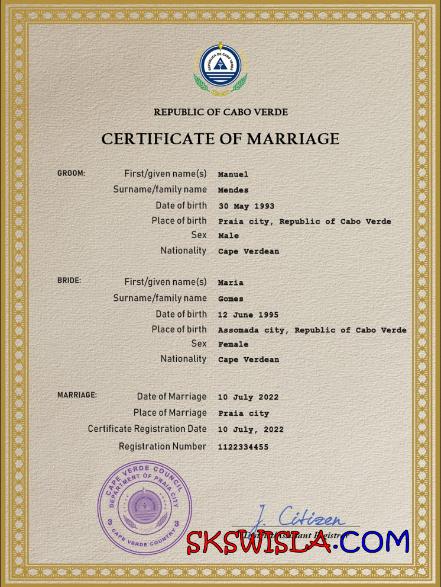 REPUBLIC OF CABO VERDE
CERTIFICATE OF MARRIAGE
GROOM: First/given name(s) Manuel
Surname/family name Mendes
Date of birth 30 May 1993
Place of birth Praia city, Republic of Cabo Verde
Sex Male
Nationality Cape Verdean
BRIDE: First/given name(s) Maria
Surname/family name Gomes
Date of birth 12 June 1995
Place of birth Assomada city, Republic of Cabo Verde
Sex Female
Nationality Cape Verdean
MARRIAGE: Date of Marriage 10 July 2022
Place of Marriage Praia city
Certificate Registration Date 10 July, 2022
Registration Number 1122334455
CAPE VERDE COUNCIL
DEPARTMENT OF PRAIA CITY
3 CAPE VERDE COUNTRY 3
J. Citizen
Registrar
SKSWISLA.COM